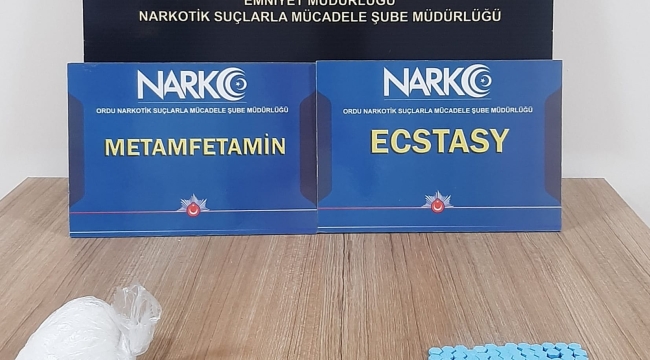 EMNİYET MÜDÜRLÜĞÜ
NARKOTİK SUÇLARLA MÜCADELE ŞUBE MÜDÜRLÜĞÜ
NARKO
ORDU NARKOTİK SUÇLARLA MÜCADELE ŞUBE MÜDÜRLÜĞÜ
METAMFETAMİN
NARKO
ORDU NARKOTİK SUÇLARLA MÜCADELE ŞUBE MÜDÜRLÜĞÜ
ECSTASY